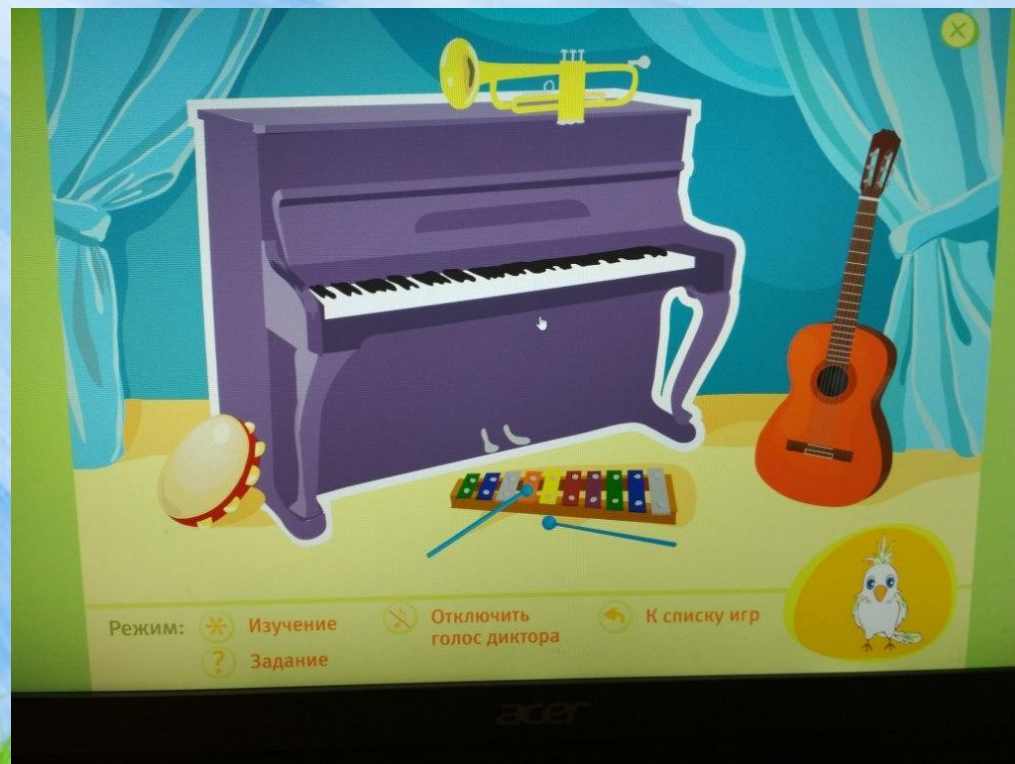 Режим:
Изучение
Задание
Отключить
голос диктора
К списку игр
acer